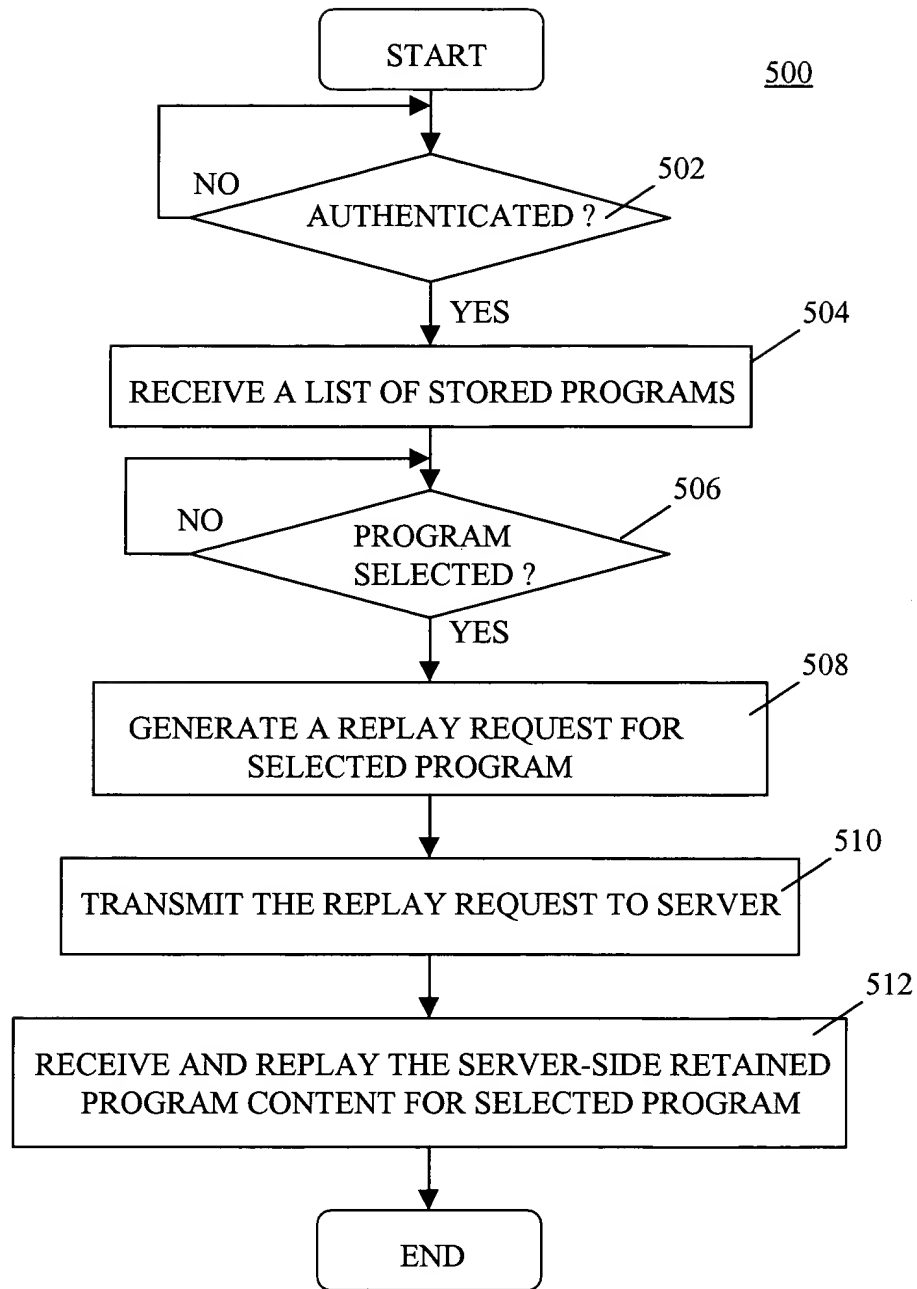 START
500
NO
502
AUTHENTICATED ?
YES
504
RECEIVE A LIST OF STORED PROGRAMS
506
NO
PROGRAM
SELECTED ?
YES
508
GENERATE A REPLAY REQUEST FOR
SELECTED PROGRAM
510
TRANSMIT THE REPLAY REQUEST TO SERVER
512
RECEIVE AND REPLAY THE SERVER-SIDE RETAINED
PROGRAM CONTENT FOR SELECTED PROGRAM
END